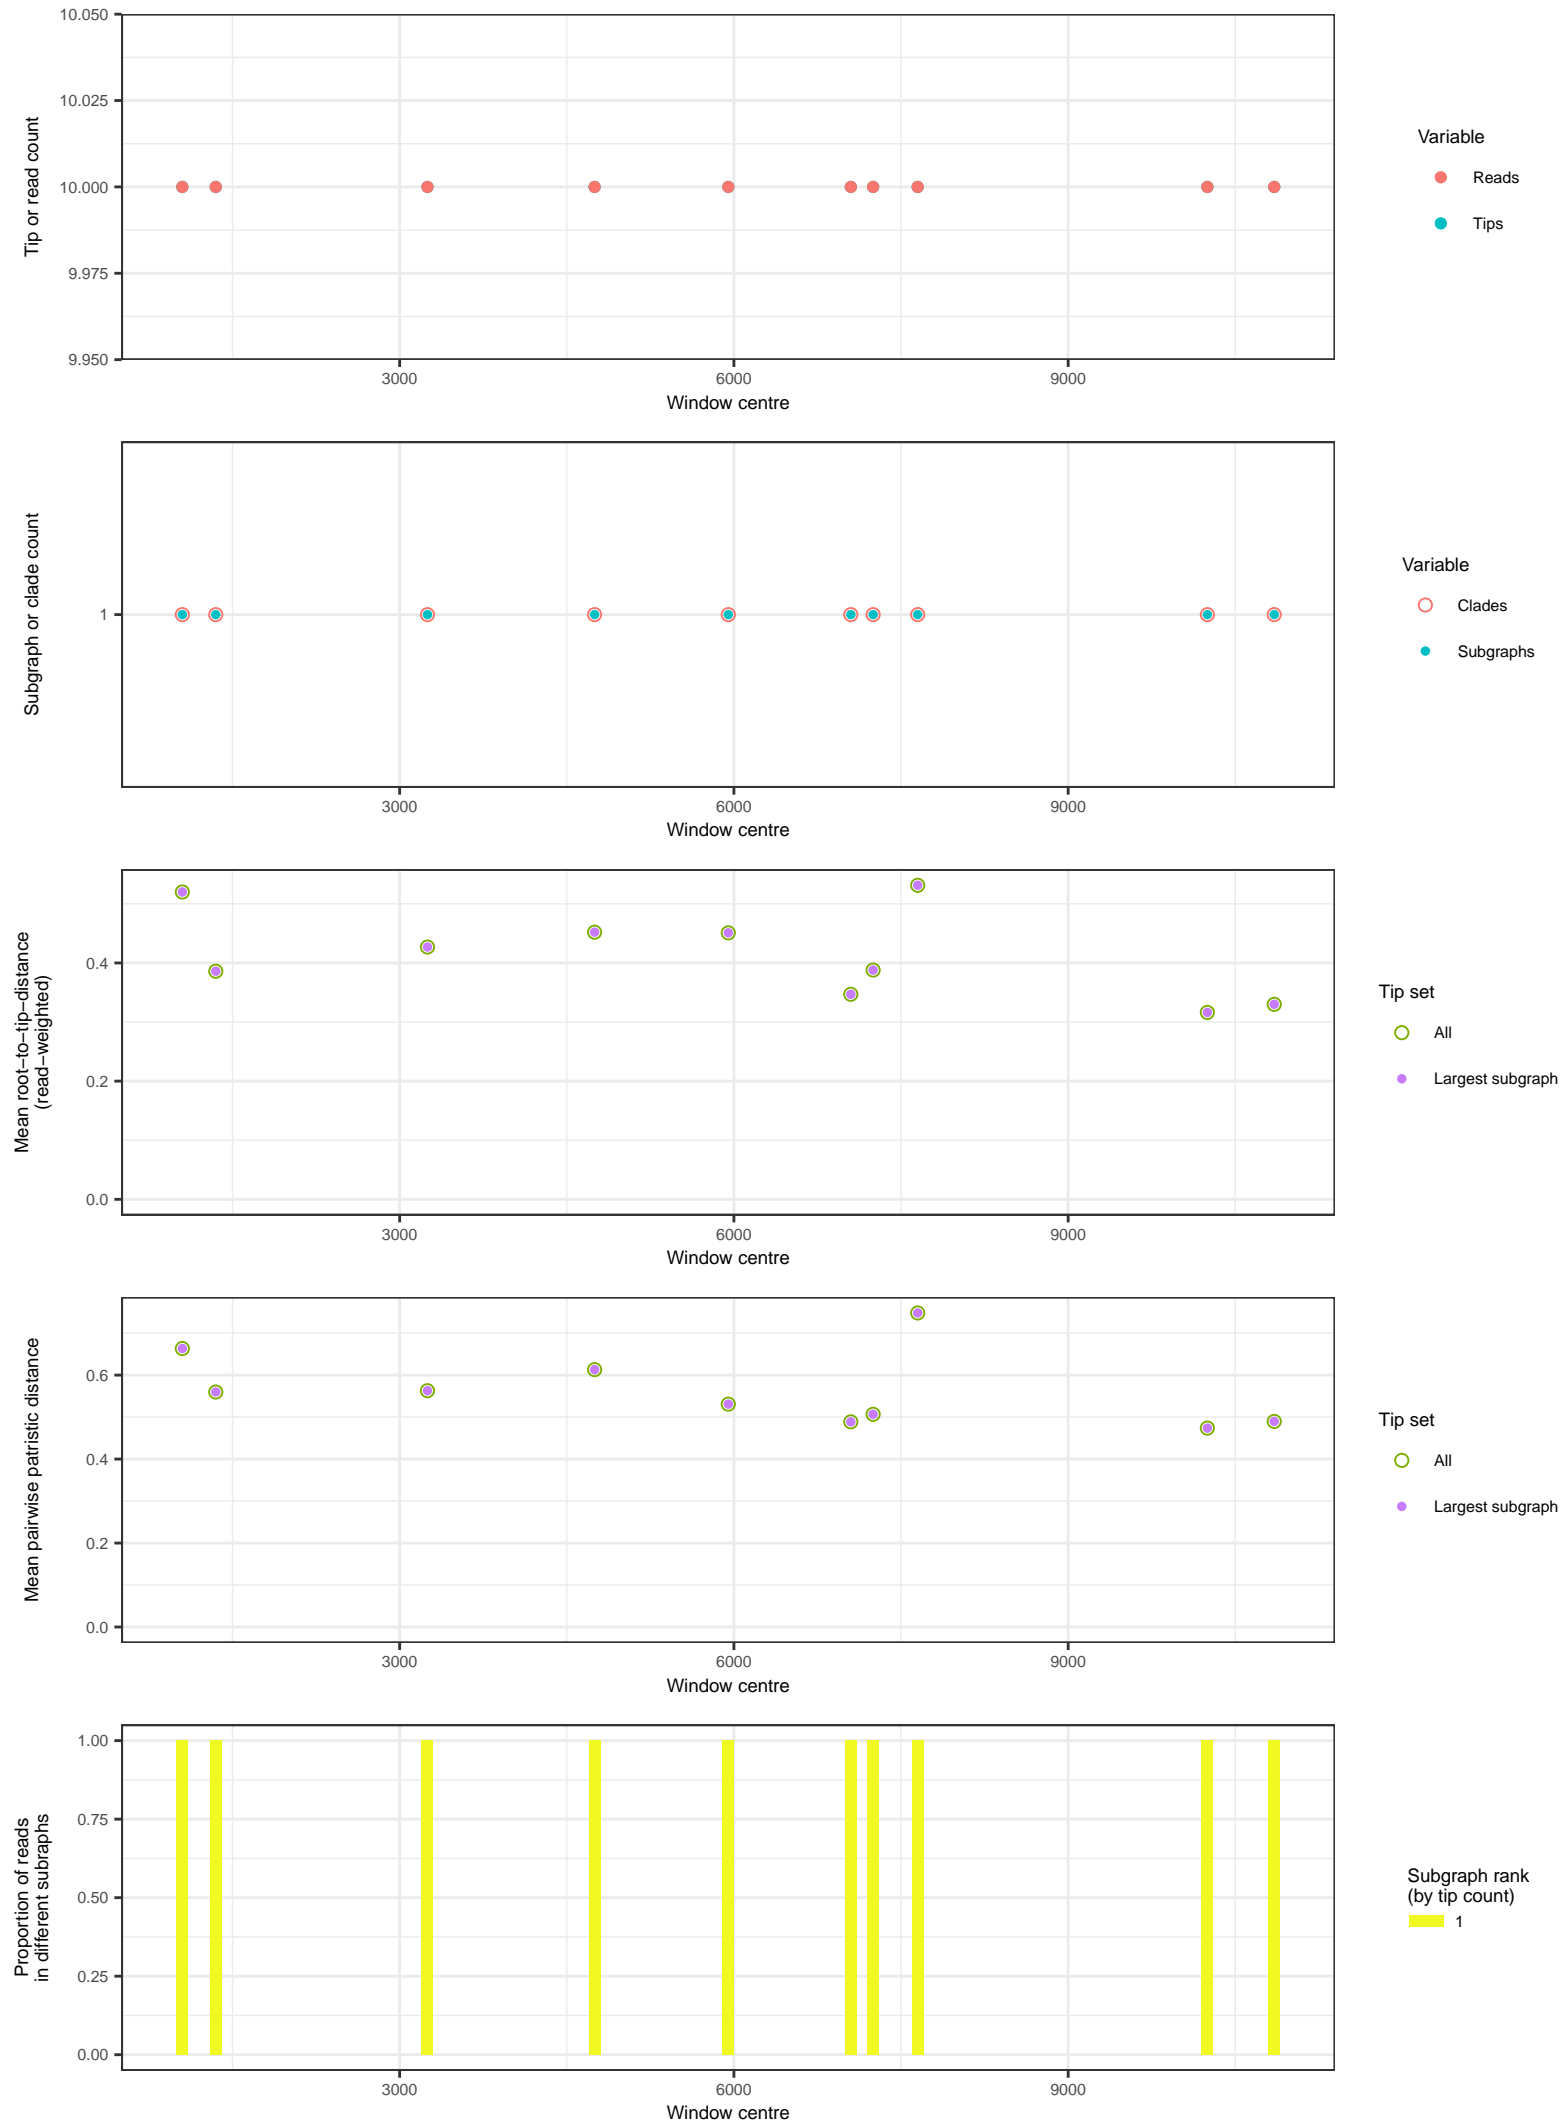 10.050
10.025
10.000
9.975
9.950
Tip or read count
3000
6000
9000
Window centre
Variable
Reads
Tips
1
Subgraph or clade count
3000
6000
9000
Window centre
Variable
Clades
Subgraphs
0.4
0.2
0.0
Mean root−to−tip−distance
(read−weighted)
3000
6000
9000
Window centre
Tip set
All
Largest subgraph
0.6
0.4
0.2
0.0
Mean pairwise patristic distance
3000
6000
9000
Window centre
Tip set
All
Largest subgraph
1.00
0.75
0.50
0.25
0.00
Proportion of reads
in different subraphs
3000
6000
9000
Window centre
Subgraph rank
(by tip count)
1